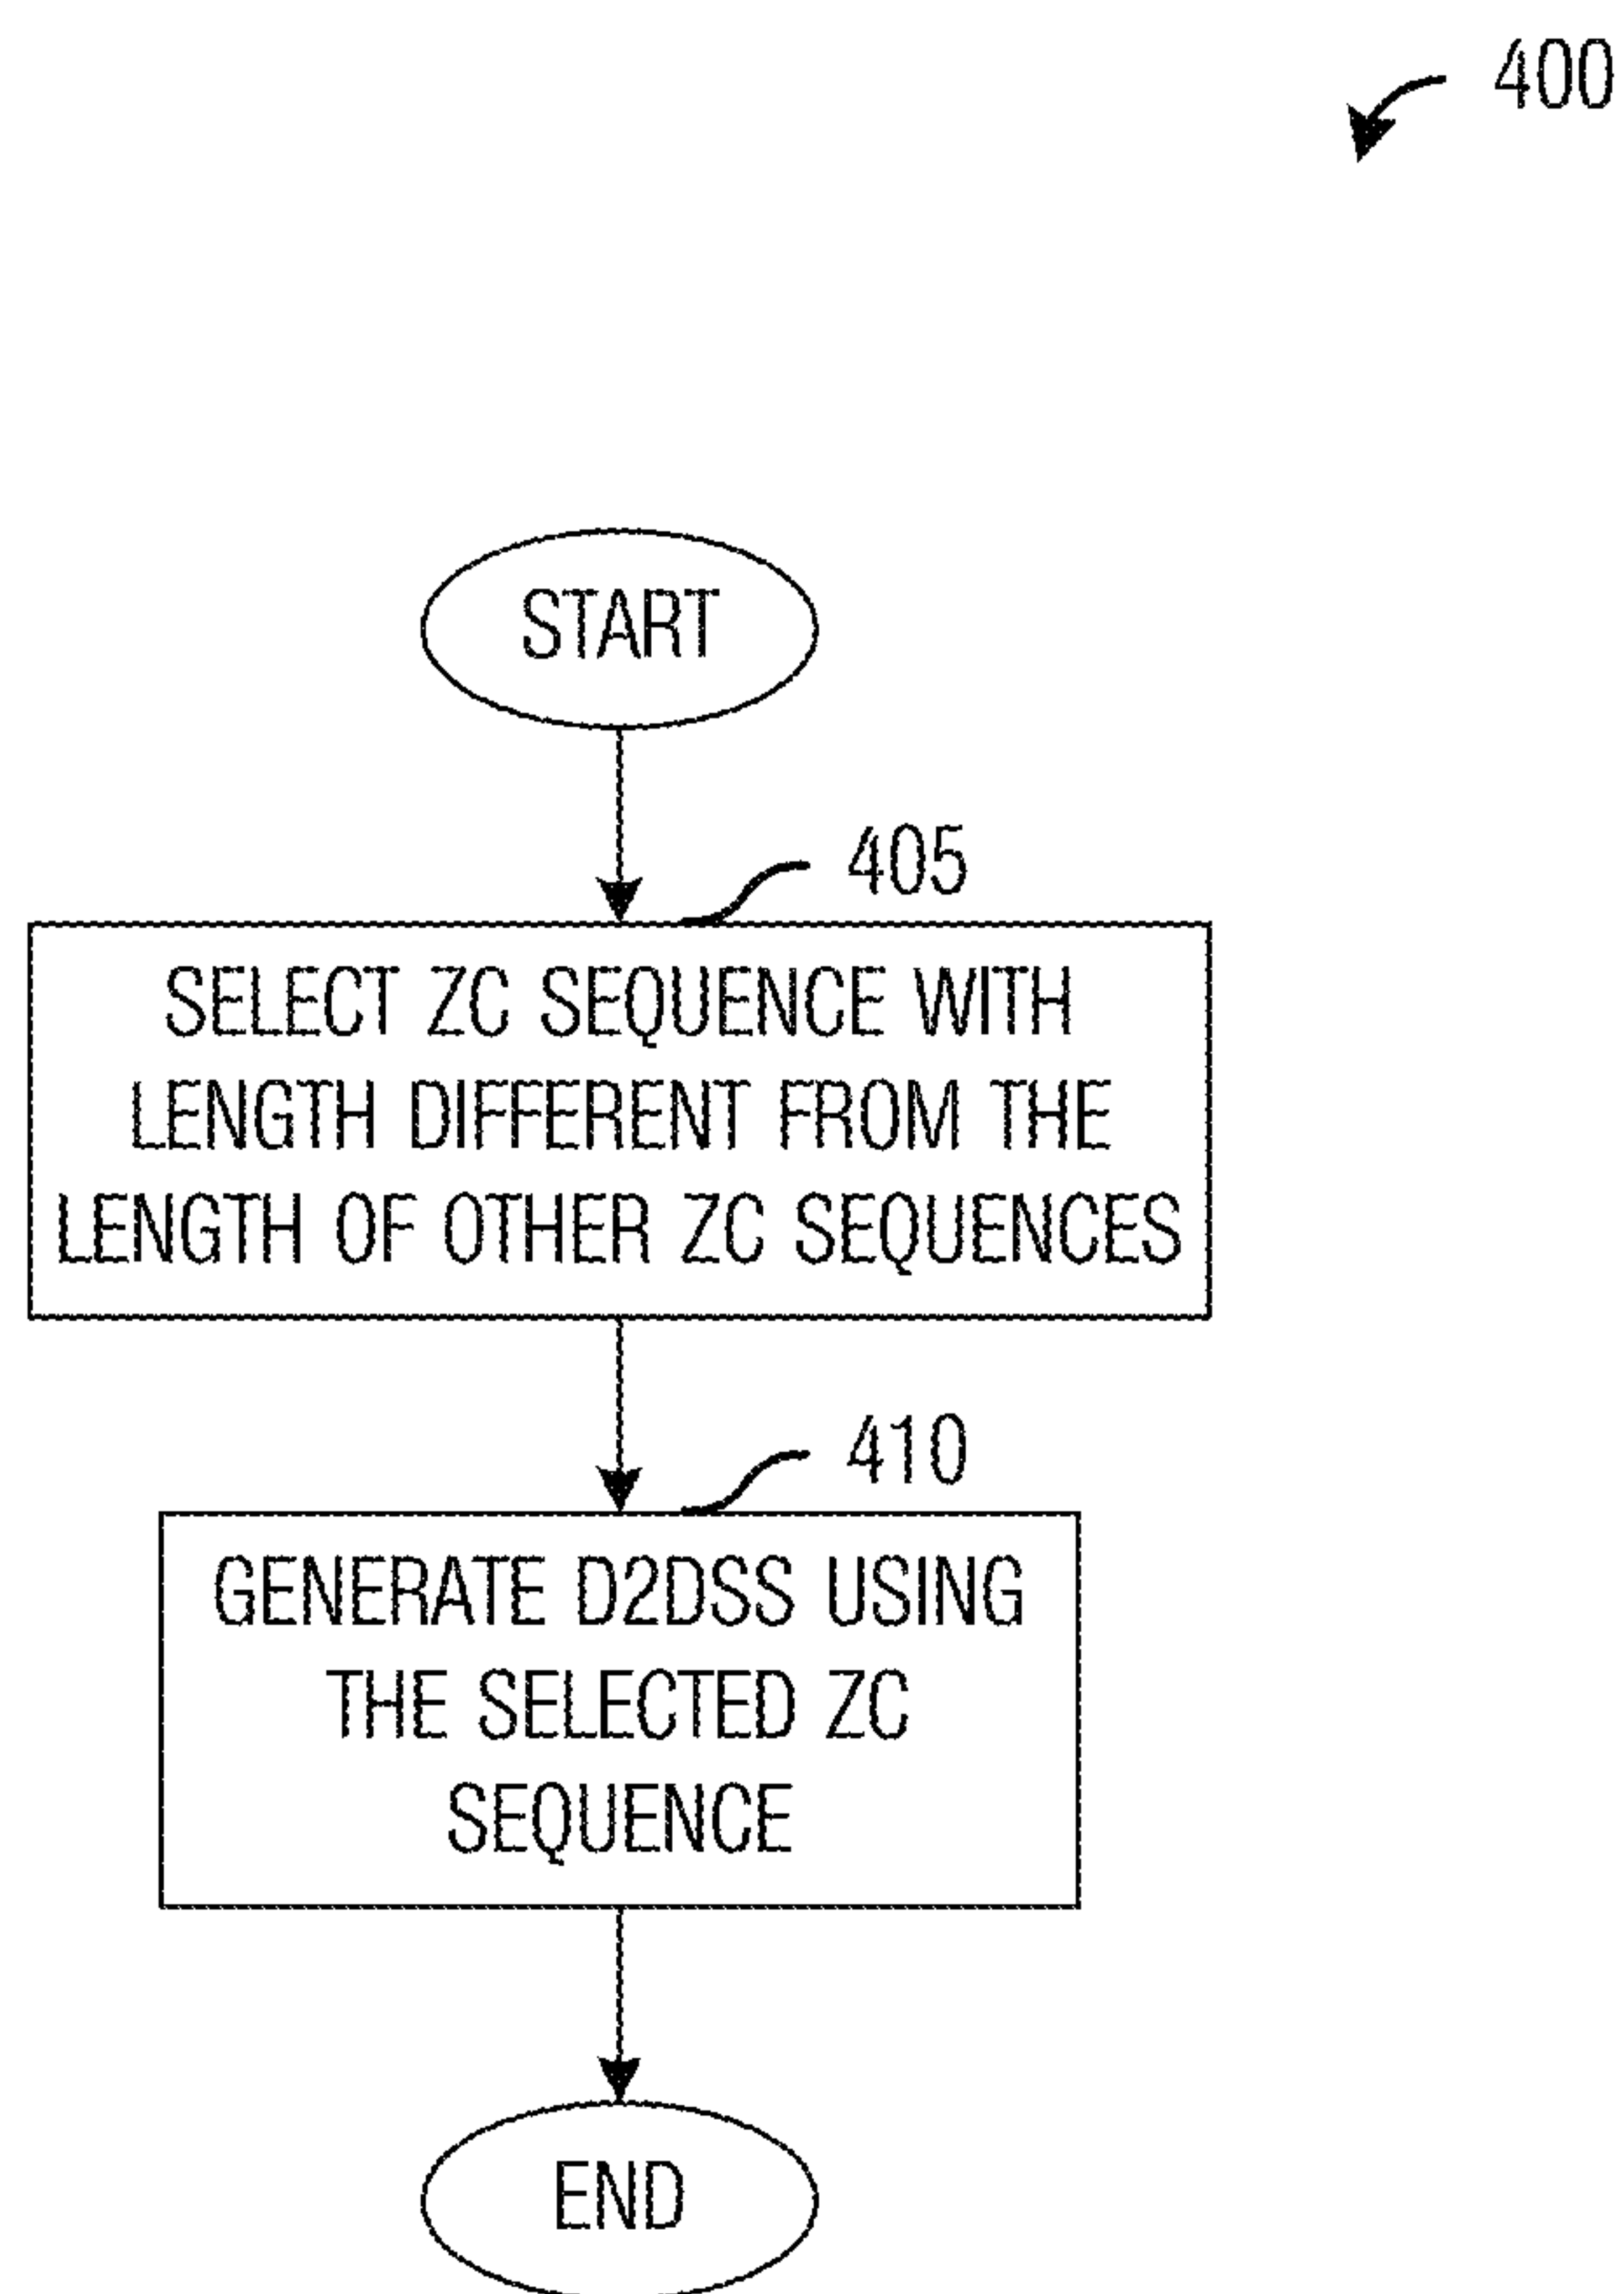 400
START
405
SELECT ZC SEQUENCE WITH
LENGTH DIFFERENT FROM THE
LENGTH OF OTHER ZC SEQUENCES
410
GENERATE D2DSS USING
THE SELECTED ZC
SEQUENCE
END